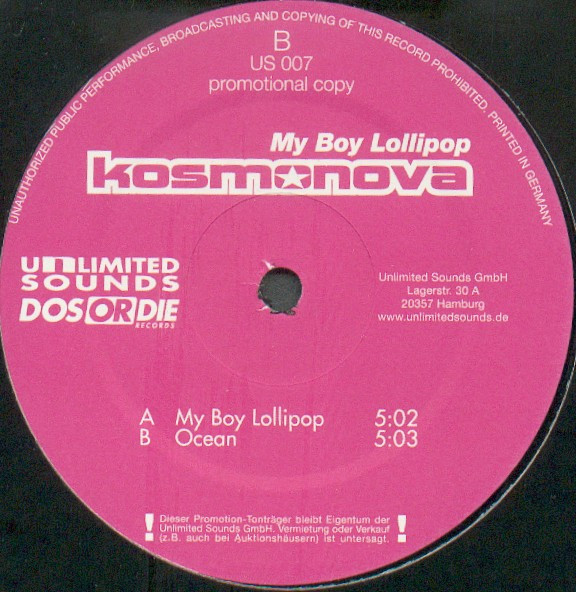 UNAUTHORIZED PUBLIC PERFORMANCE, BROADCASTING AND COPYING OF THIS RECORD PROHIBITED. PRINTED IN GERMANY
B
US 007
promotional copy
My Boy Lollipop
kosmonova
UNLIMITED
SOUNDS
DOS OR DIE
RECORDS
Unlimited Sounds GmbH
Lagerstr. 30 A
20357 Hamburg
www.unlimitedsounds.de
A My Boy Lollipop 5:02
B Ocean 5:03
! Dieser Promotion-Tonträger bleibt Eigentum der !
Unlimited Sounds GmbH. Vermietung oder Verkauf
(z.B. auch bei Auktionshäusern) ist untersagt.